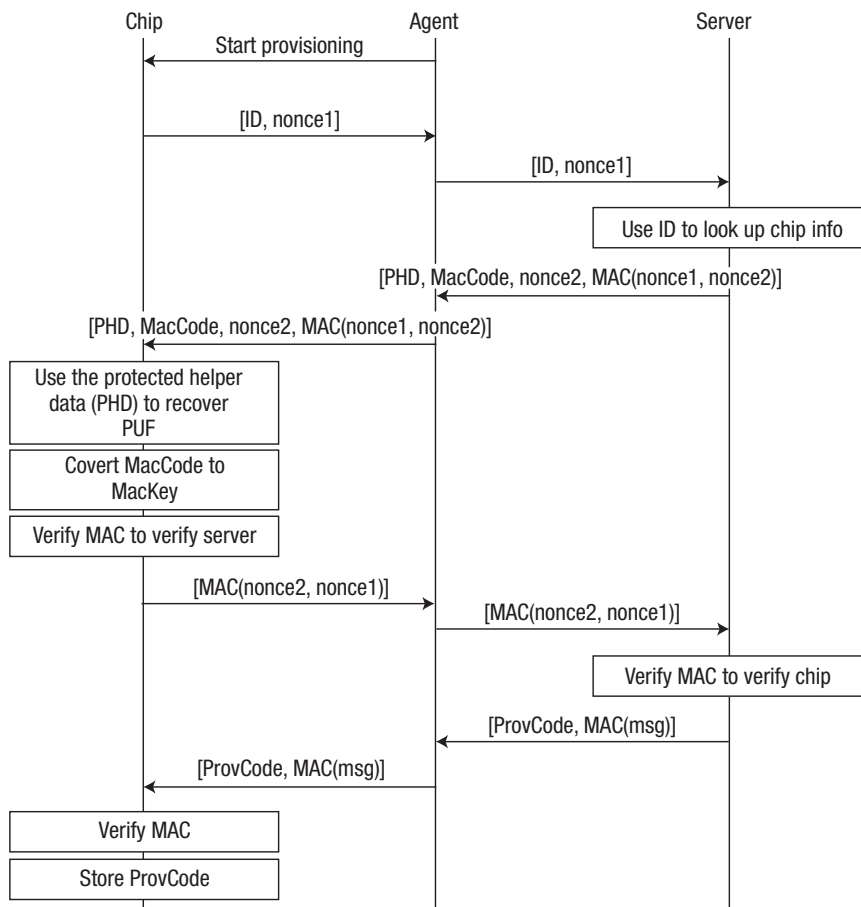 Chip
Agent
Server
Start provisioning
[ID, nonce1]
[ID, nonce1]
Use ID to look up chip info
[PHD, MacCode, nonce2, MAC(nonce1, nonce2)]
[PHD, MacCode, nonce2, MAC(nonce1, nonce2)]
Use the protected helper
data (PHD) to recover
PUF
Covert MacCode to
MacKey
Verify MAC to verify server
[MAC(nonce2, nonce1)]
[MAC(nonce2, nonce1)]
Verify MAC to verify chip
[ProvCode, MAC(msg)]
[ProvCode, MAC(msg)]
Verify MAC
Store ProvCode